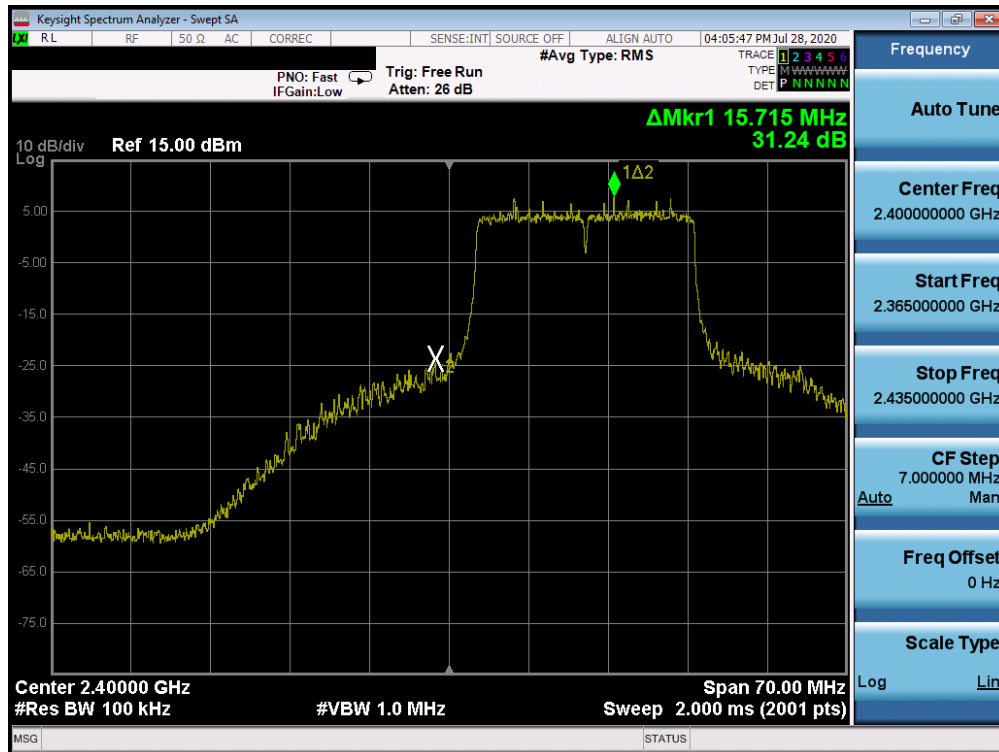 Keysight Spectrum Analyzer - Swept SA
LXI RL RF 50 Ω AC CORREC SENSE:INT SOURCE OFF ALIGN AUTO 04:05:47 PM Jul 28, 2020
#Avg Type: RMS
TRACE 1 2 3 4 5 6
PNO: Fast Trig: Free Run
TYPE M WWWWW
IFGain:Low Atten: 26 dB
DET P N N N N N
ΔMkr1 15.715 MHz
31.24 dB
10 dB/div Ref 15.00 dBm
Log
1Δ2
5.00
-5.00
-15.0
-25.0
2
-35.0
-45.0
-55.0
-65.0
-75.0
Center 2.40000 GHz Span 70.00 MHz
#Res BW 100 kHz #VBW 1.0 MHz Sweep 2.000 ms (2001 pts)
MSG STATUS
Frequency
Auto Tune
Center Freq
2.400000000 GHz
Start Freq
2.365000000 GHz
Stop Freq
2.435000000 GHz
CF Step
7.000000 MHz
Auto Man
Freq Offset
0 Hz
Scale Type
Log Lin